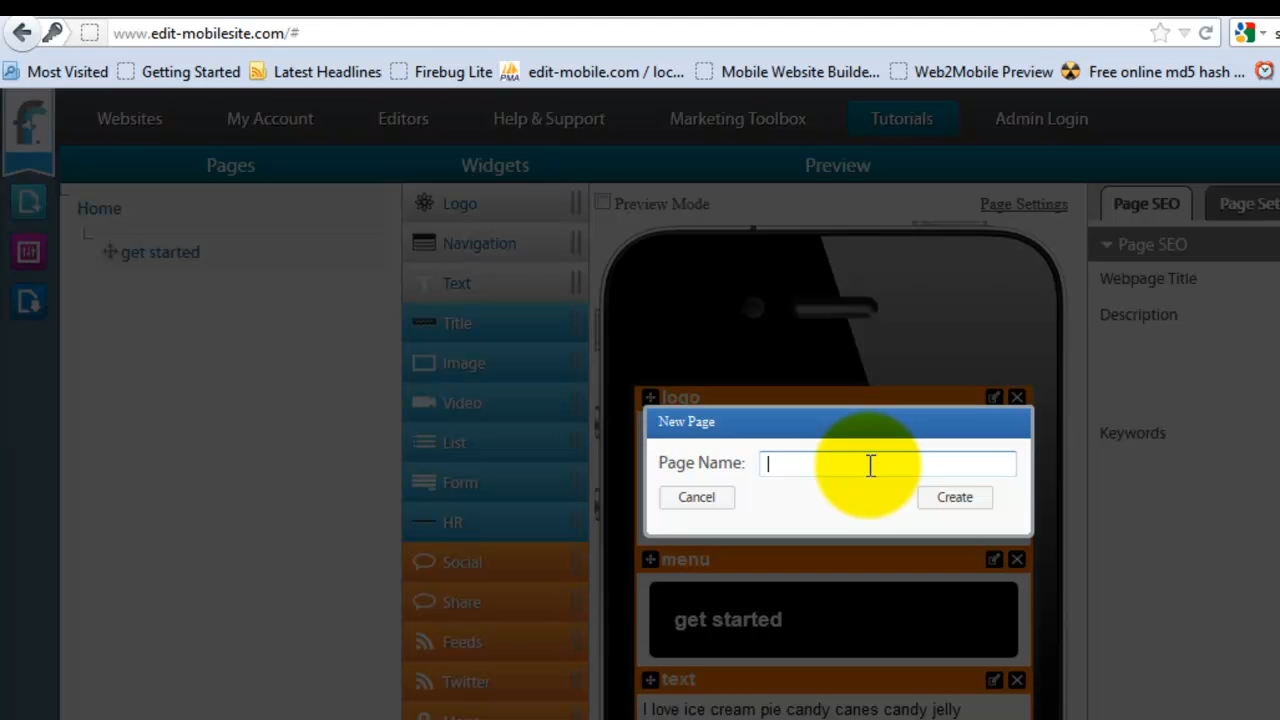 www.edit-mobilesite.com/#
Most Visited Getting Started Latest Headlines Firebug Lite edit-mobile.com / loc... Mobile Website Builde... Web2Mobile Preview Free online md5 hash ...
Websites My Account Editors Help & Support Marketing Toolbox Tutorials Admin Login
Pages Widgets Preview
Home
get started
Logo
Navigation
Text
Title
Image
Video
List
Form
HR
Social
Share
Feeds
Twitter
Preview Mode Page Settings
logo
New Page
Page Name:
Cancel Create
menu
get started
text
I love ice cream pie candy canes candy jelly
Page SEO Page Set
Page SEO
Webpage Title
Description
Keywords